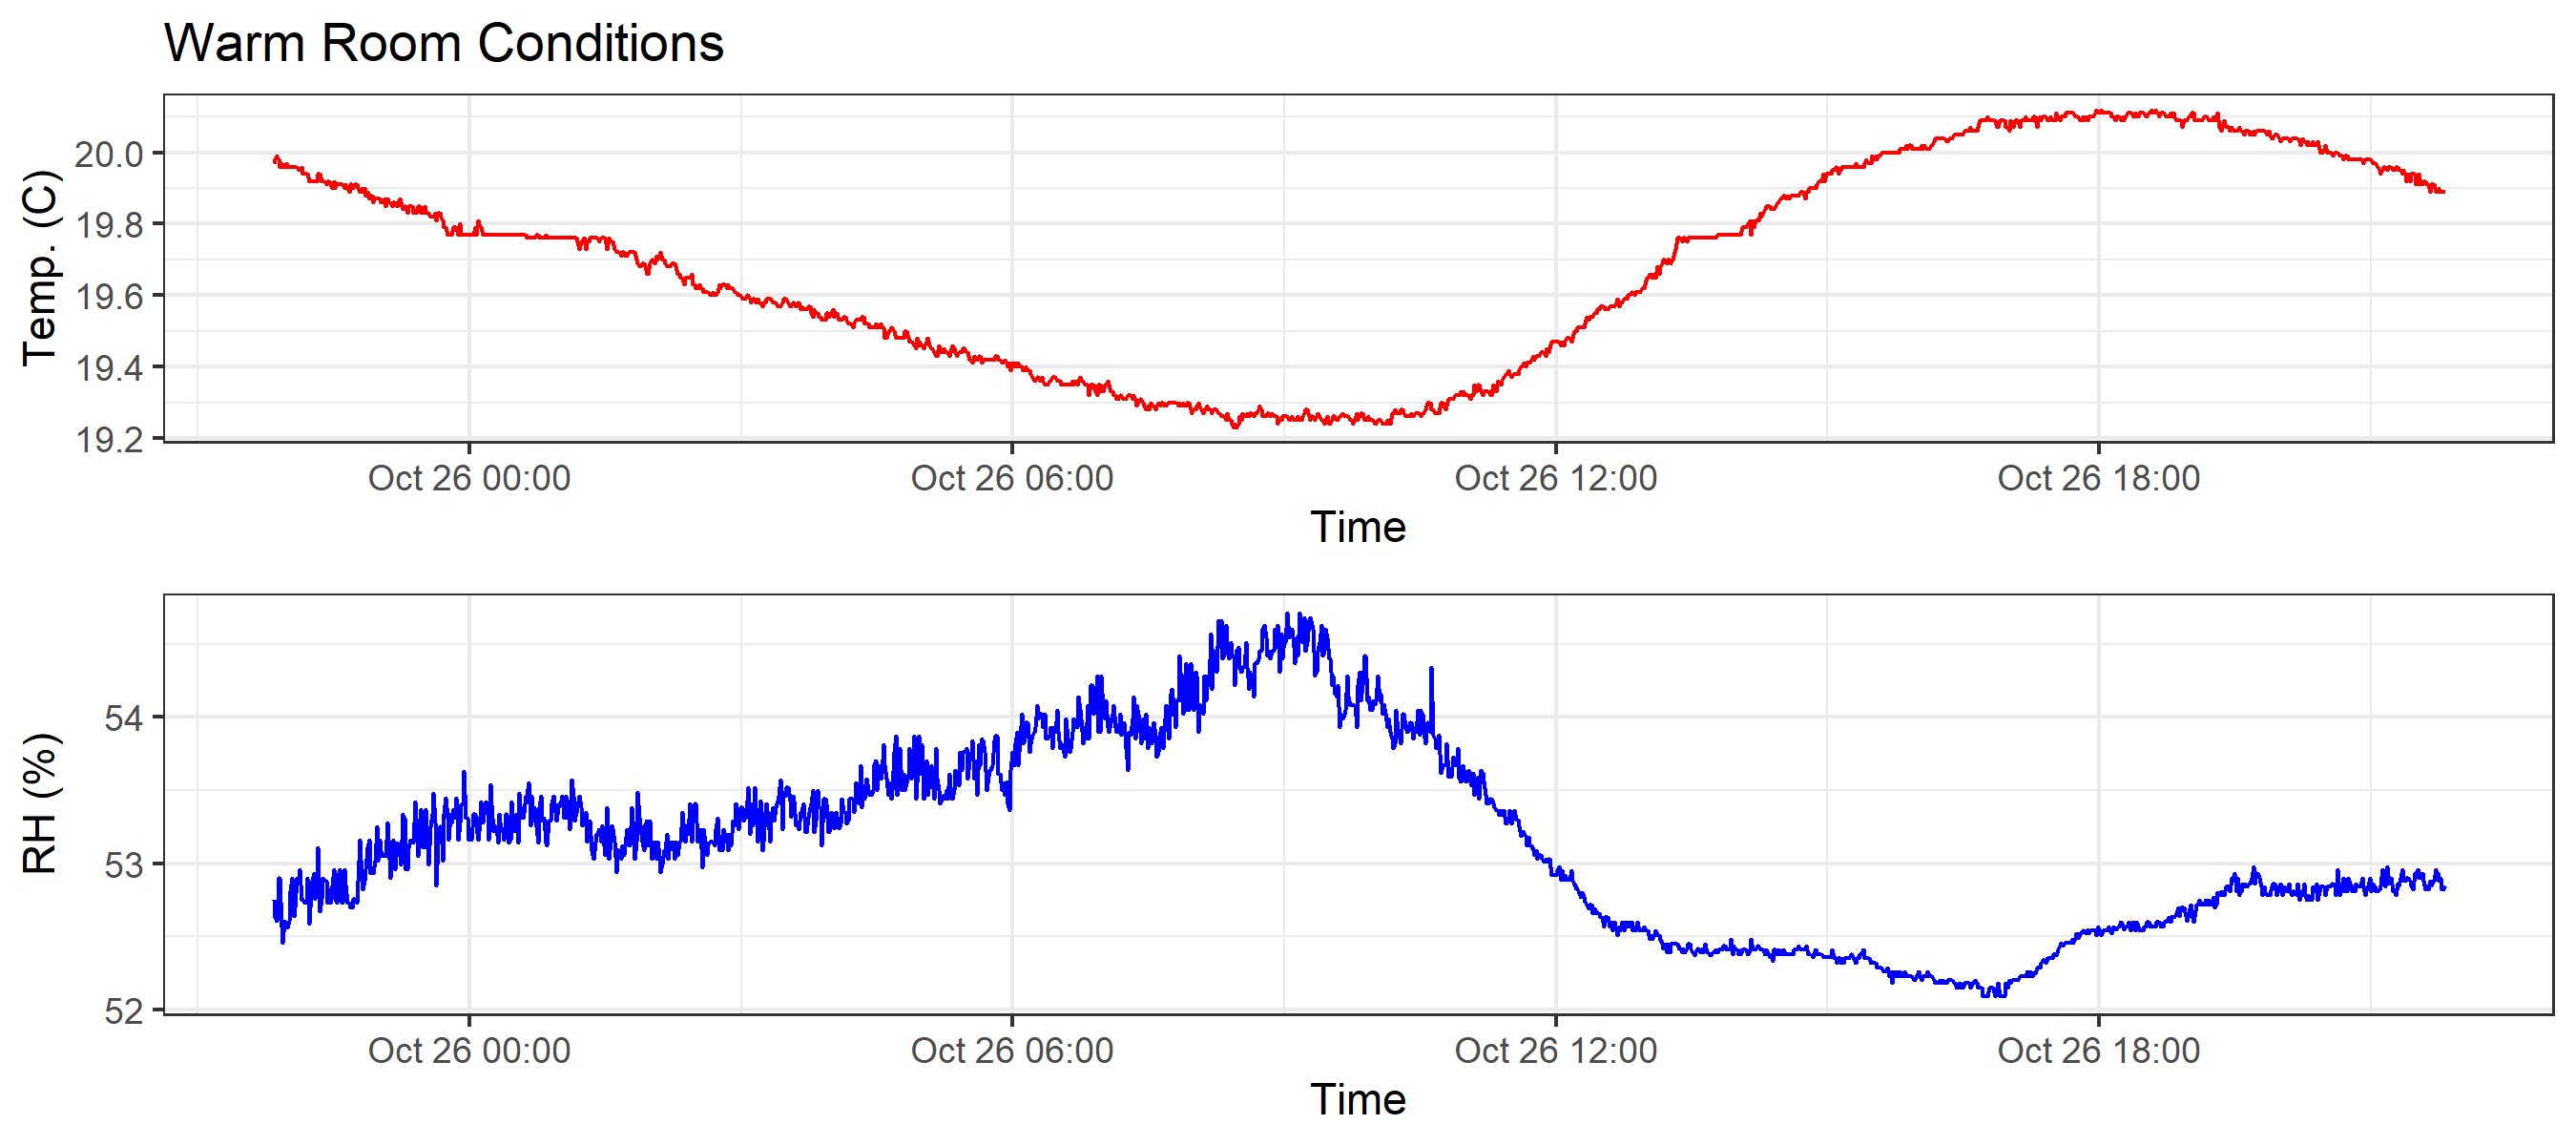 Warm Room Conditions
Temp. (C)
20.0
19.8
19.6
19.4
19.2
Oct 26 00:00 Oct 26 06:00 Oct 26 12:00 Oct 26 18:00
Time
RH (%)
54
53
52
Oct 26 00:00 Oct 26 06:00 Oct 26 12:00 Oct 26 18:00
Time